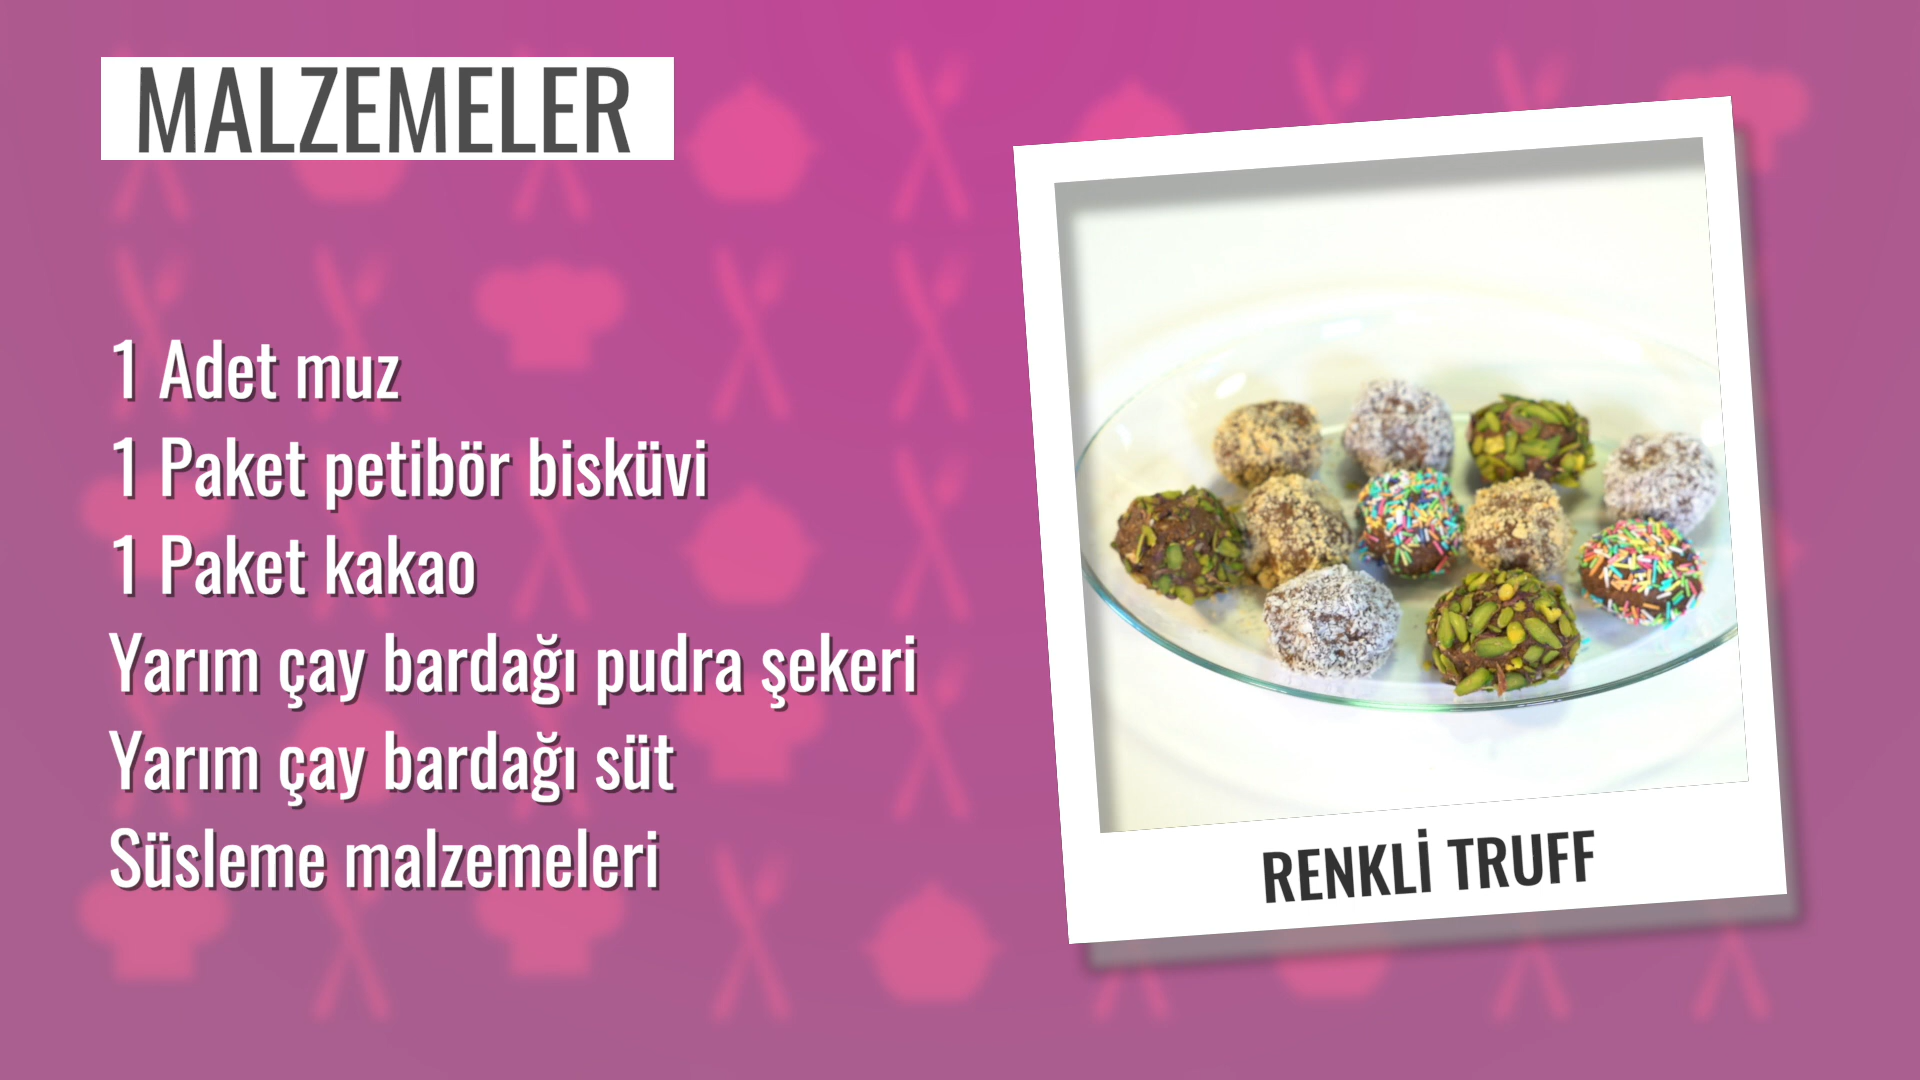 MALZEMELER
1 Adet muz
1 Paket petibör bisküvi
1 Paket kakao
Yarım çay bardağı pudra şekeri
Yarım çay bardağı süt
Süsleme malzemeleri
RENKLİ TRUFF